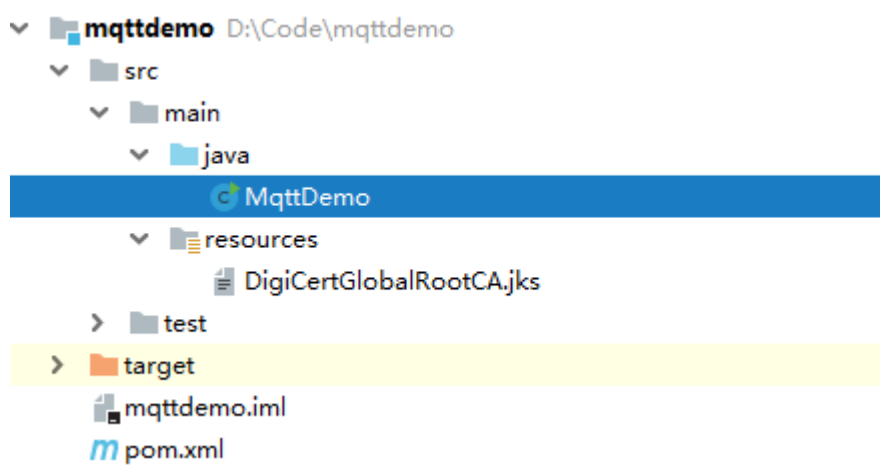 mqttdemo D:\Code\mqttdemo
src
main
java
MqttDemo
resources
DigiCertGlobalRootCA.jks
test
target
mqttdemo.iml
pom.xml